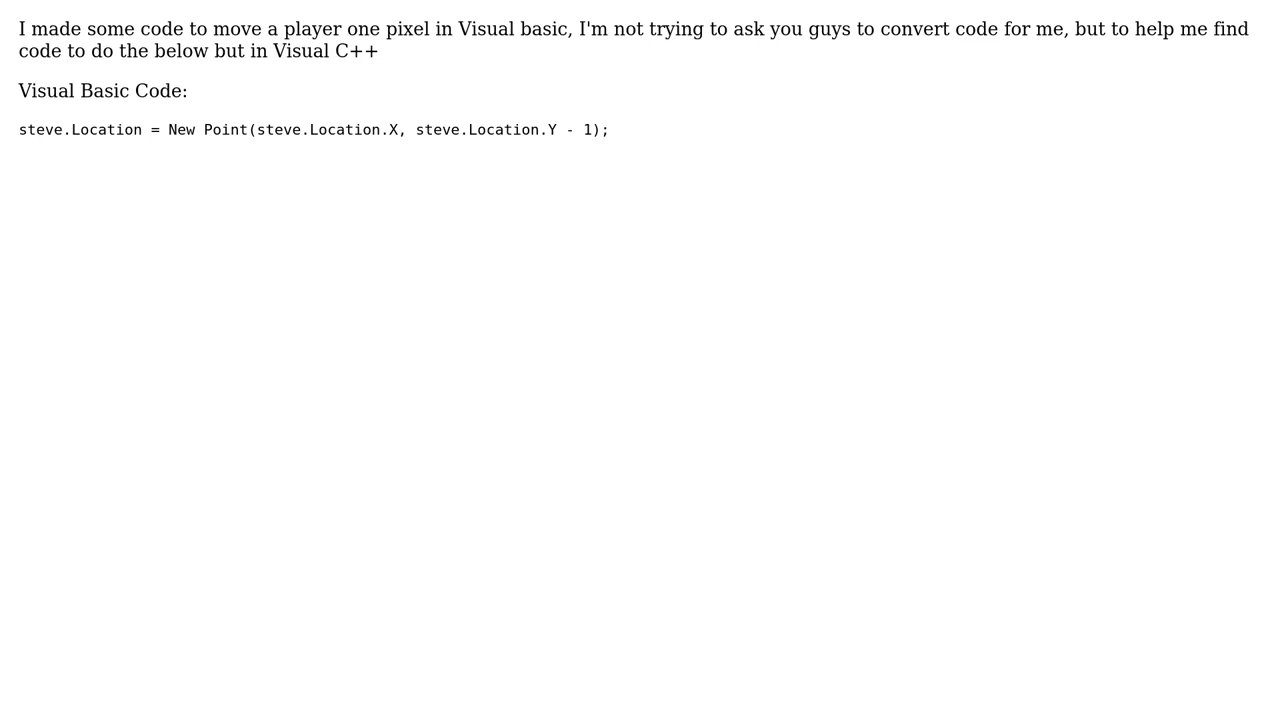 I made some code to move a player one pixel in Visual basic, I'm not trying to ask you guys to convert code for me, but to help me find
code to do the below but in Visual C++
Visual Basic Code:
steve.Location = New Point(steve.Location.X, steve.Location.Y - 1);